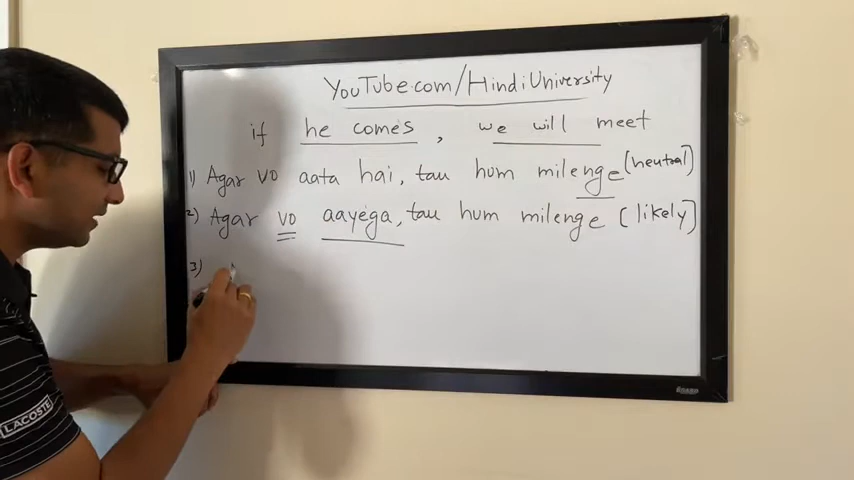 YouTube.com/HindiUniversity
if he comes, we will meet
1) Agar vo aata hai, tau hum milenge (neutral)
2) Agar vo aayega, tau hum milenge [likely]
3)
LACOSTE